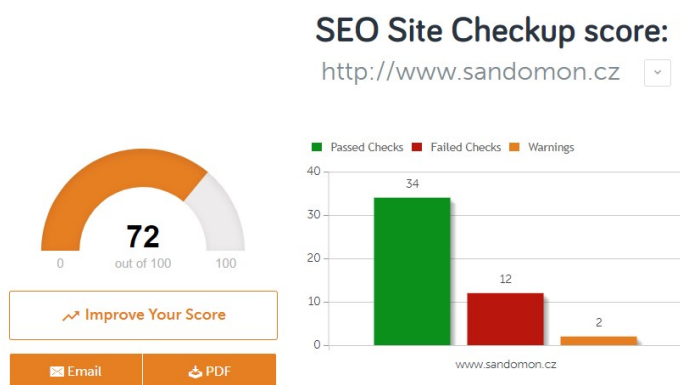 SEO Site Checkup score:
http://www.sandomon.cz
Passed Checks Failed Checks Warnings
40
34
30
72
20
0 out of 100 100
12
10
Improve Your Score
2
0
www.sandomon.cz
Email PDF